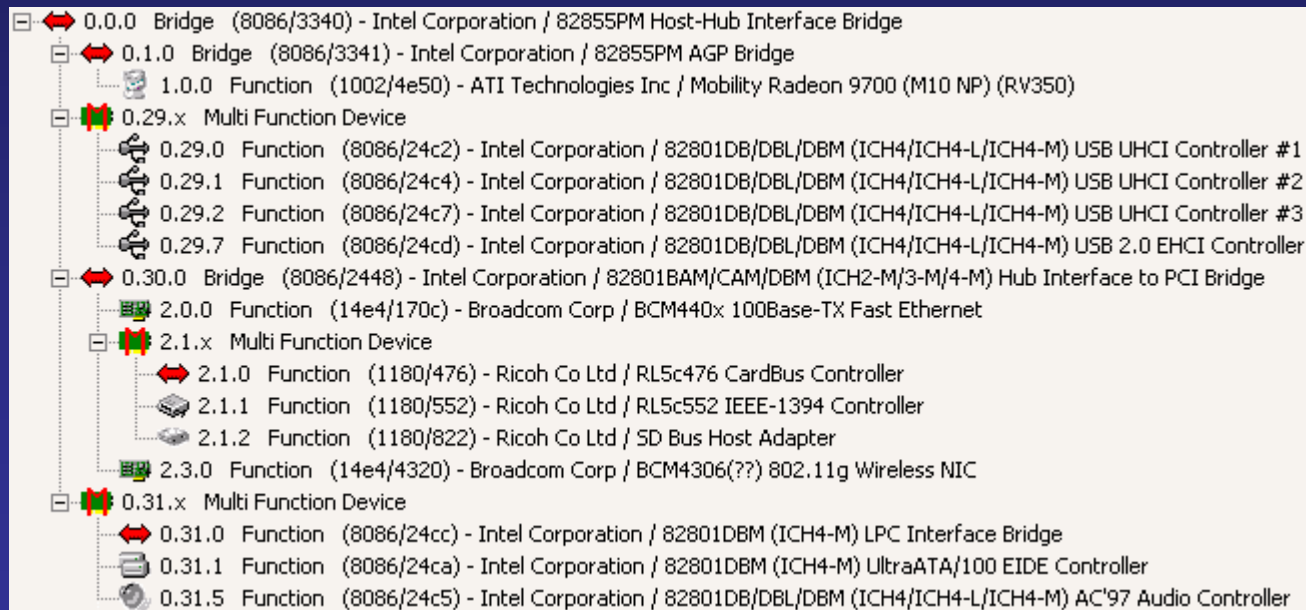 0.0.0 Bridge (8086/3340) - Intel Corporation / 82855PM Host-Hub Interface Bridge
0.1.0 Bridge (8086/3341) - Intel Corporation / 82855PM AGP Bridge
1.0.0 Function (1002/4e50) - ATI Technologies Inc / Mobility Radeon 9700 (M10 NP) (RV350)
0.29.x Multi Function Device
0.29.0 Function (8086/24c2) - Intel Corporation / 82801DB/DBL/DBM (ICH4/ICH4-L/ICH4-M) USB UHCI Controller #1
0.29.1 Function (8086/24c4) - Intel Corporation / 82801DB/DBL/DBM (ICH4/ICH4-L/ICH4-M) USB UHCI Controller #2
0.29.2 Function (8086/24c7) - Intel Corporation / 82801DB/DBL/DBM (ICH4/ICH4-L/ICH4-M) USB UHCI Controller #3
0.29.7 Function (8086/24cd) - Intel Corporation / 82801DB/DBL/DBM (ICH4/ICH4-L/ICH4-M) USB 2.0 EHCI Controller
0.30.0 Bridge (8086/2448) - Intel Corporation / 82801BAM/CAM/DBM (ICH2-M/3-M/4-M) Hub Interface to PCI Bridge
2.0.0 Function (14e4/170c) - Broadcom Corp / BCM440x 100Base-TX Fast Ethernet
2.1.x Multi Function Device
2.1.0 Function (1180/476) - Ricoh Co Ltd / RL5c476 CardBus Controller
2.1.1 Function (1180/552) - Ricoh Co Ltd / RL5c552 IEEE-1394 Controller
2.1.2 Function (1180/822) - Ricoh Co Ltd / SD Bus Host Adapter
2.3.0 Function (14e4/4320) - Broadcom Corp / BCM4306(??) 802.11g Wireless NIC
0.31.x Multi Function Device
0.31.0 Function (8086/24cc) - Intel Corporation / 82801DBM (ICH4-M) LPC Interface Bridge
0.31.1 Function (8086/24ca) - Intel Corporation / 82801DBM (ICH4-M) UltraATA/100 EIDE Controller
0.31.5 Function (8086/24c5) - Intel Corporation / 82801DB/DBL/DBM (ICH4/ICH4-L/ICH4-M) AC'97 Audio Controller